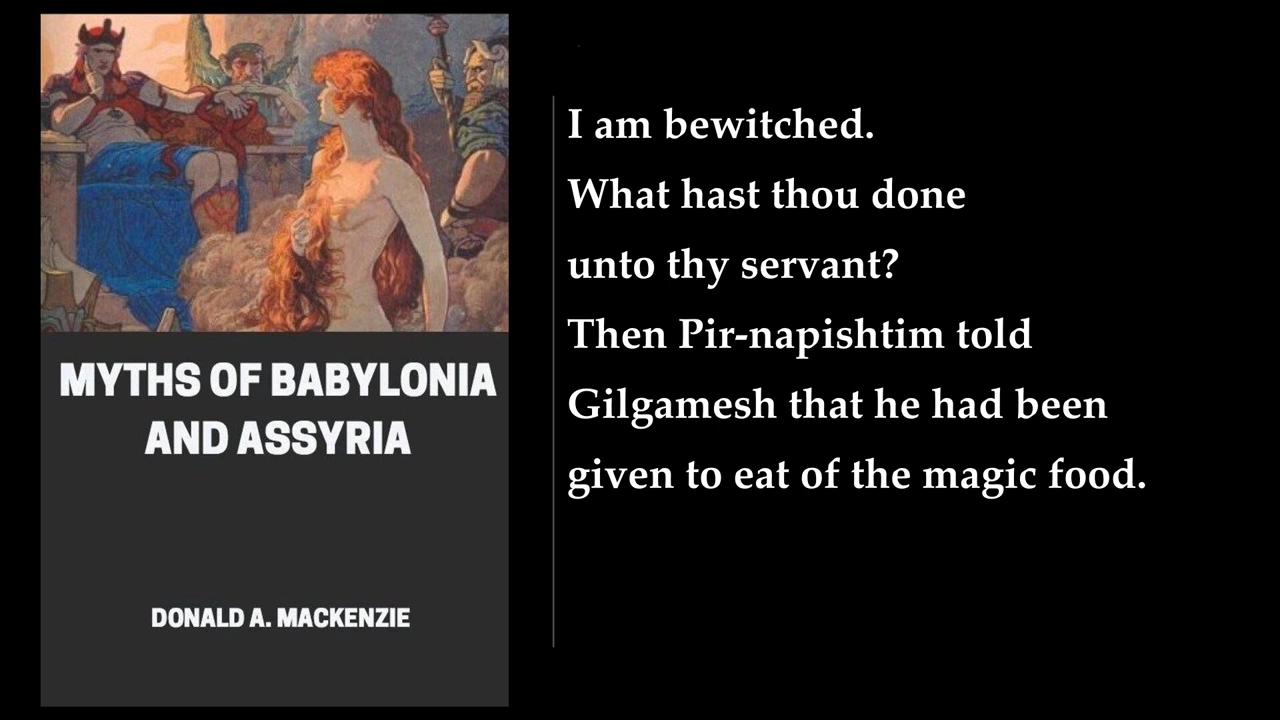 MYTHS OF BABYLONIA
AND ASSYRIA
DONALD A. MACKENZIE
I am bewitched.
What hast thou done
unto thy servant?
Then Pir-napishtim told
Gilgamesh that he had been
given to eat of the magic food.